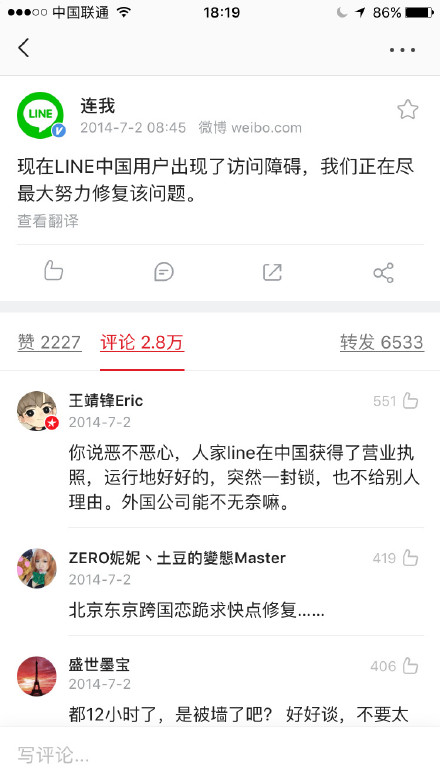 中国联通 18:19 86%
LINE
连我
2014-7-2 08:45 微博 weibo.com
现在LINE中国用户出现了访问障碍，我们正在尽
最大努力修复该问题。
查看翻译
赞 2227 评论 2.8万 转发 6533
王靖锋Eric 551
2014-7-2
你说恶不恶心，人家line在中国获得了营业执
照，运行地好好的，突然一封锁，也不给别人
理由。外国公司能不无奈嘛。
ZERO妮妮丶土豆的變態Master 419
2014-7-2
北京东京跨国恋跪求快点修复......
盛世墨宝 406
2014-7-2
都12小时了，是被墙了吧？ 好好谈，不要太
写评论...